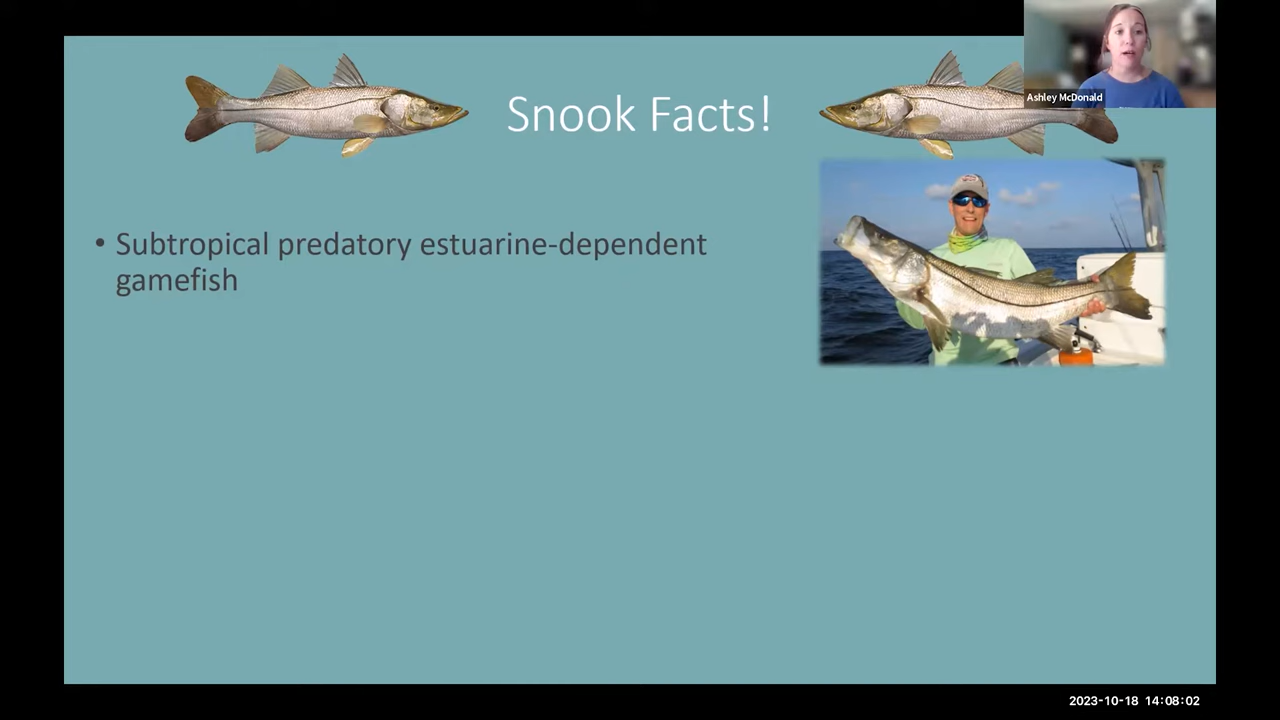 Snook Facts!
Ashley McDonald
• Subtropical predatory estuarine-dependent
gamefish
2023-10-18 14:08:02